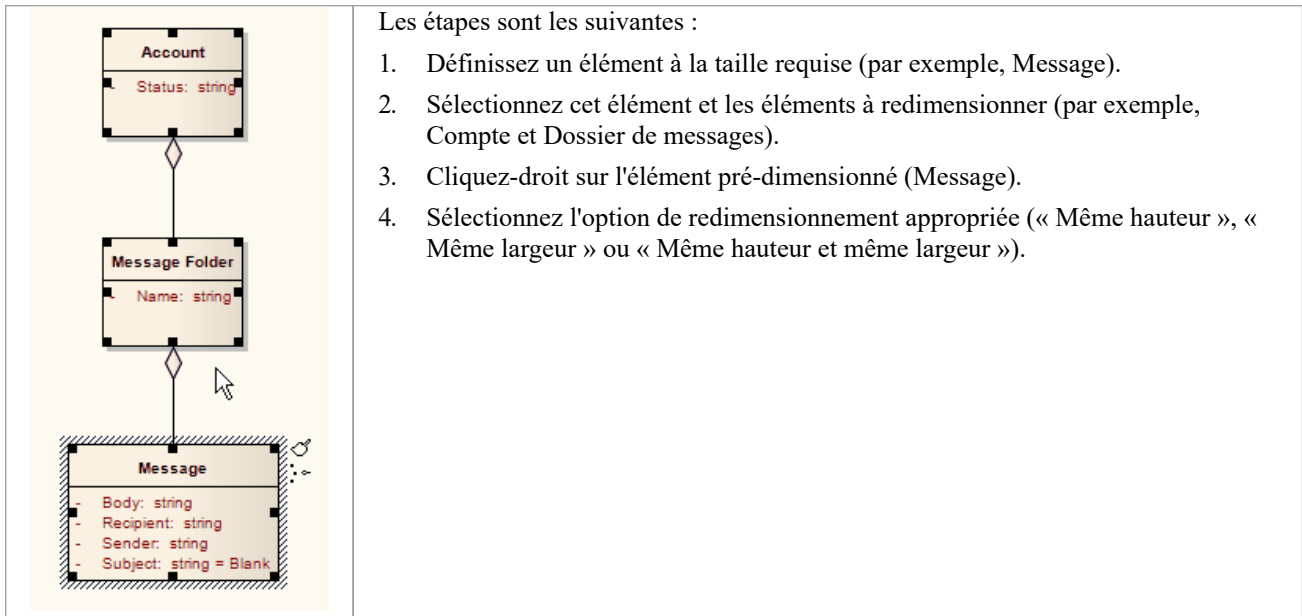 Account
- Status: string
Message Folder
- Name: string
Message
- Body: string
- Recipient: string
- Sender: string
- Subject: string = Blank
Les étapes sont les suivantes :
1. Définissez un élément à la taille requise (par exemple, Message).
2. Sélectionnez cet élément et les éléments à redimensionner (par exemple,
Compte et Dossier de messages).
3. Cliquez-droit sur l'élément pré-dimensionné (Message).
4. Sélectionnez l'option de redimensionnement appropriée (« Même hauteur », «
Même largeur » ou « Même hauteur et même largeur »).